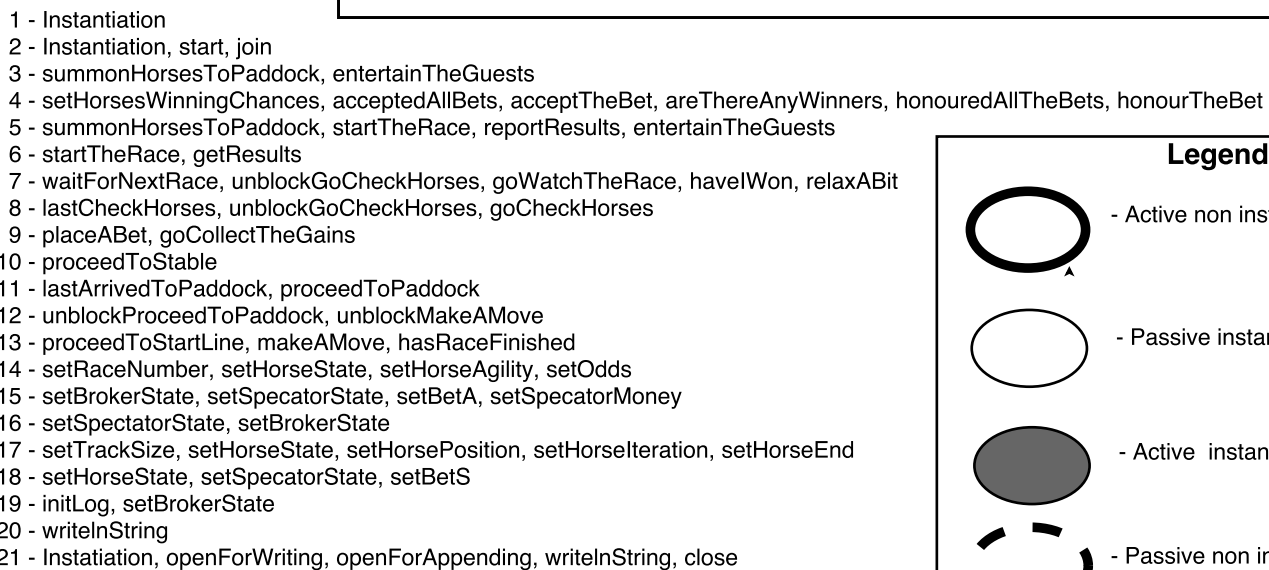 1 - Instantiation
2 - Instantiation, start, join
3 - summonHorsesToPaddock, entertainTheGuests
4 - setHorsesWinningChances, acceptedAllBets, acceptTheBet, areThereAnyWinners, honouredAllTheBets, honourTheBet
5 - summonHorsesToPaddock, startTheRace, reportResults, entertainTheGuests
6 - startTheRace, getResults
7 - waitForNextRace, unblockGoCheckHorses, goWatchTheRace, haveIWon, relaxABit
8 - lastCheckHorses, unblockGoCheckHorses, goCheckHorses
9 - placeABet, goCollectTheGains
10 - proceedToStable
11 - lastArrivedToPaddock, proceedToPaddock
12 - unblockProceedToPaddock, unblockMakeAMove
13 - proceedToStartLine, makeAMove, hasRaceFinished
14 - setRaceNumber, setHorseState, setHorseAgility, setOdds
15 - setBrokerState, setSpecatorState, setBetA, setSpecatorMoney
16 - setSpectatorState, setBrokerState
17 - setTrackSize, setHorseState, setHorsePosition, setHorseIteration, setHorseEnd
18 - setHorseState, setSpecatorState, setBetS
19 - initLog, setBrokerState
20 - writelnString
21 - Instatiation, openForWriting, openForAppending, writelnString, close
Legend
- Active non inst
- Passive instan
- Active instan
- Passive non in